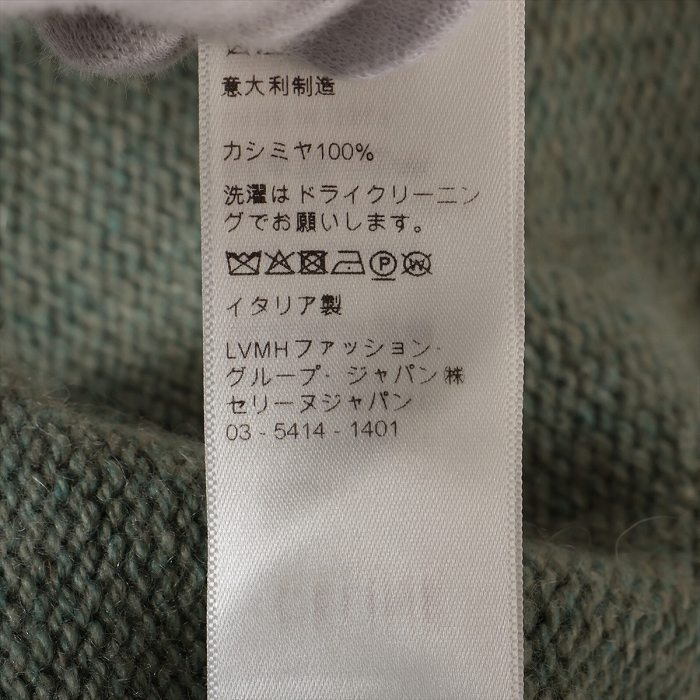 意大利制造
カシミヤ100%
洗濯はドライクリーニン
グでお願いします。
イタリア製
LVMHファッション・
グループ・ジャパン㈱
セリーヌジャパン
03 - 5414 - 1401